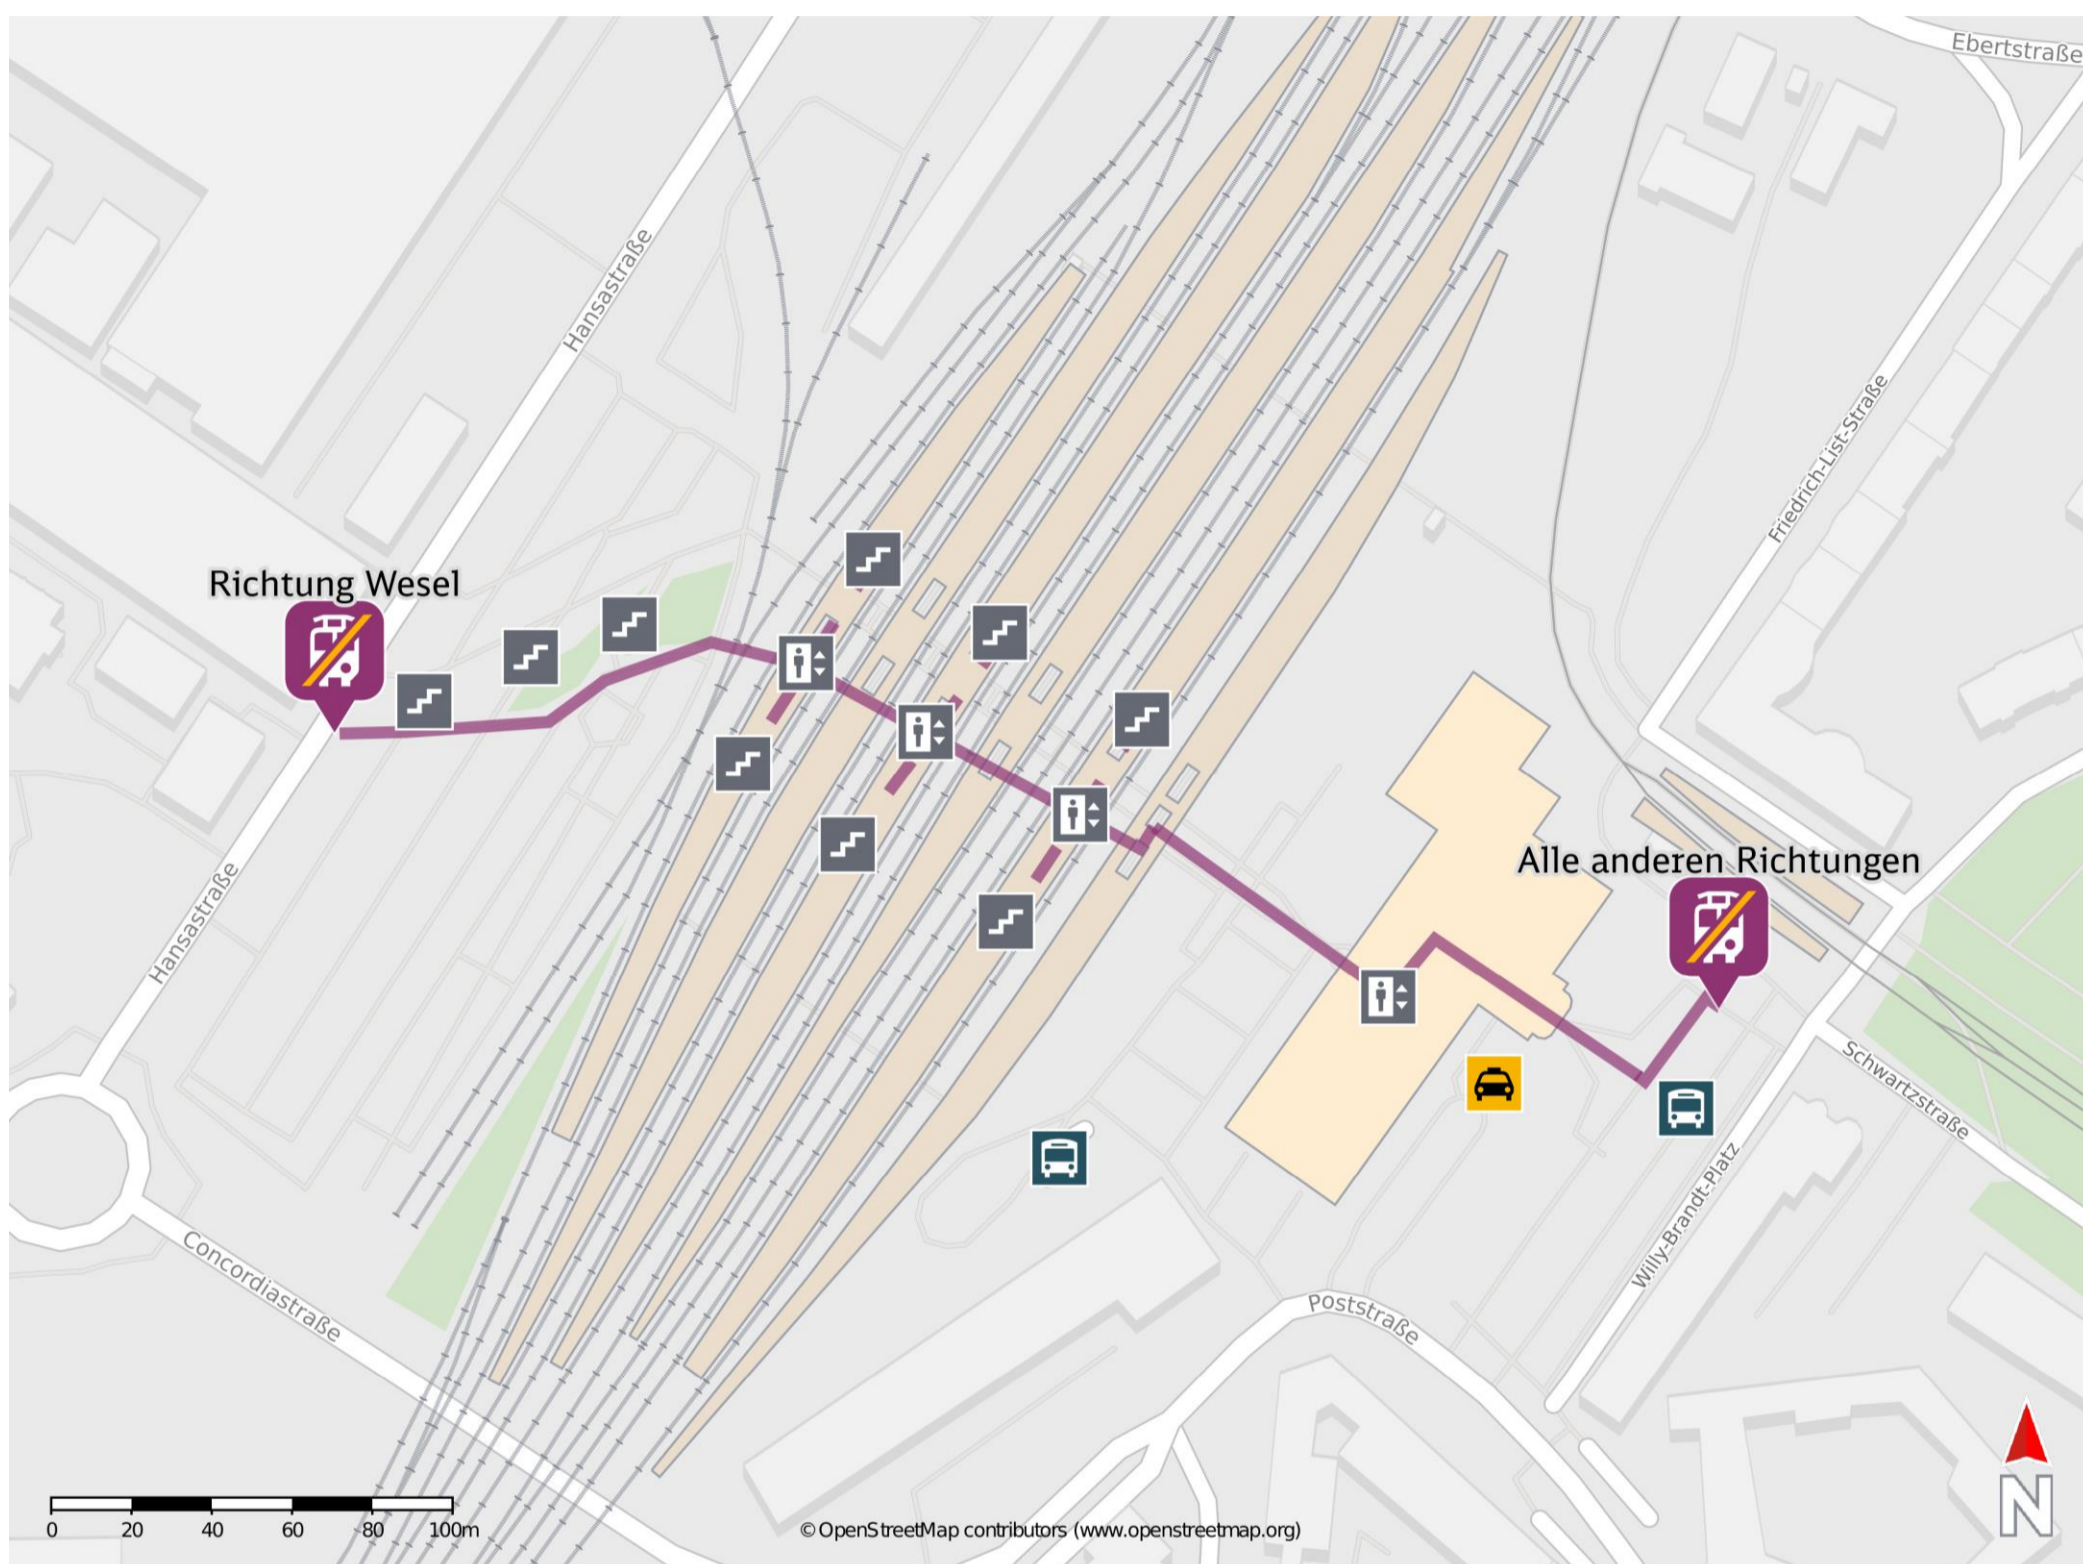 Ebertstraße
Hansastraße
Friedrich-List-Straße
Richtung Wesel
Alle anderen Richtungen
Hansastraße
Schwartzstraße
Willy-Brandt-Platz
Concordiastraße
Poststraße
0 20 40 60 80 100m
© OpenStreetMap contributors (www.openstreetmap.org)
N